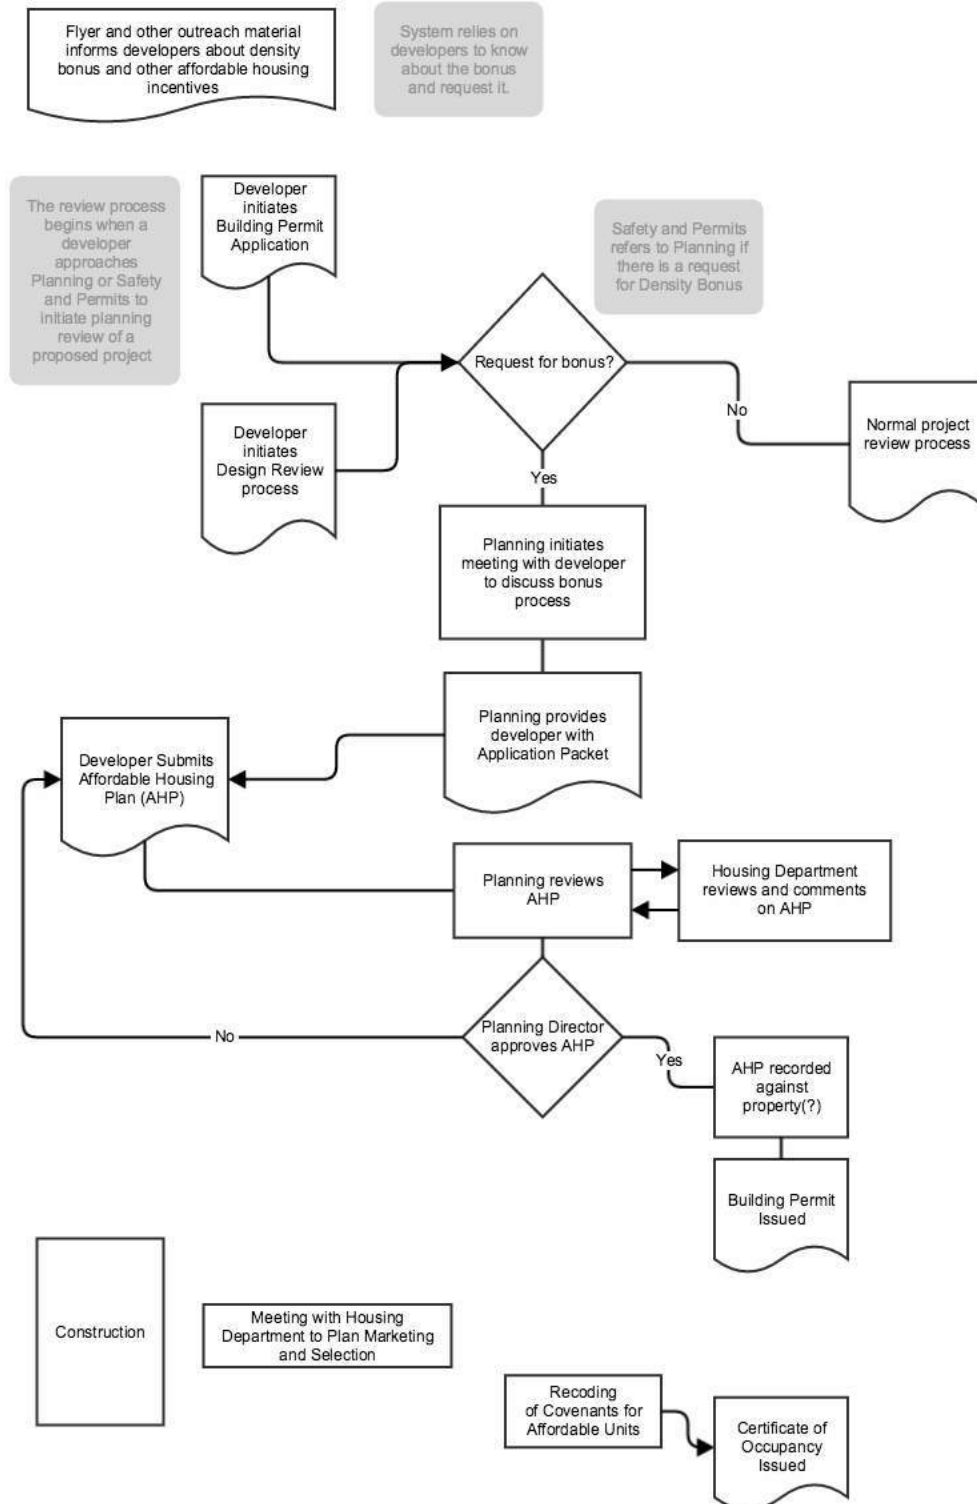 Flyer and other outreach material
informs developers about density
bonus and other affordable housing
incentives
System relies on
developers to know
about the bonus
and request it.
The review process
begins when a
developer
approaches
Planning or Safety
and Permits to
initiate planning
review of a
proposed project
Developer
initiates
Building Permit
Application
Safety and Permits
refers to Planning if
there is a request
for Density Bonus
Request for bonus?
No
Normal project
review process
Developer
initiates
Design Review
process
Yes
Planning initiates
meeting with developer
to discuss bonus
process
Planning provides
developer with
Application Packet
Developer Submits
Affordable Housing
Plan (AHP)
Planning reviews
AHP
Housing Department
reviews and comments
on AHP
Planning Director
approves AHP
No
Yes
AHP recorded
against
property(?)
Building Permit
Issued
Construction
Meeting with Housing
Department to Plan Marketing
and Selection
Recoding
of Covenants for
Affordable Units
Certificate of
Occupancy
Issued